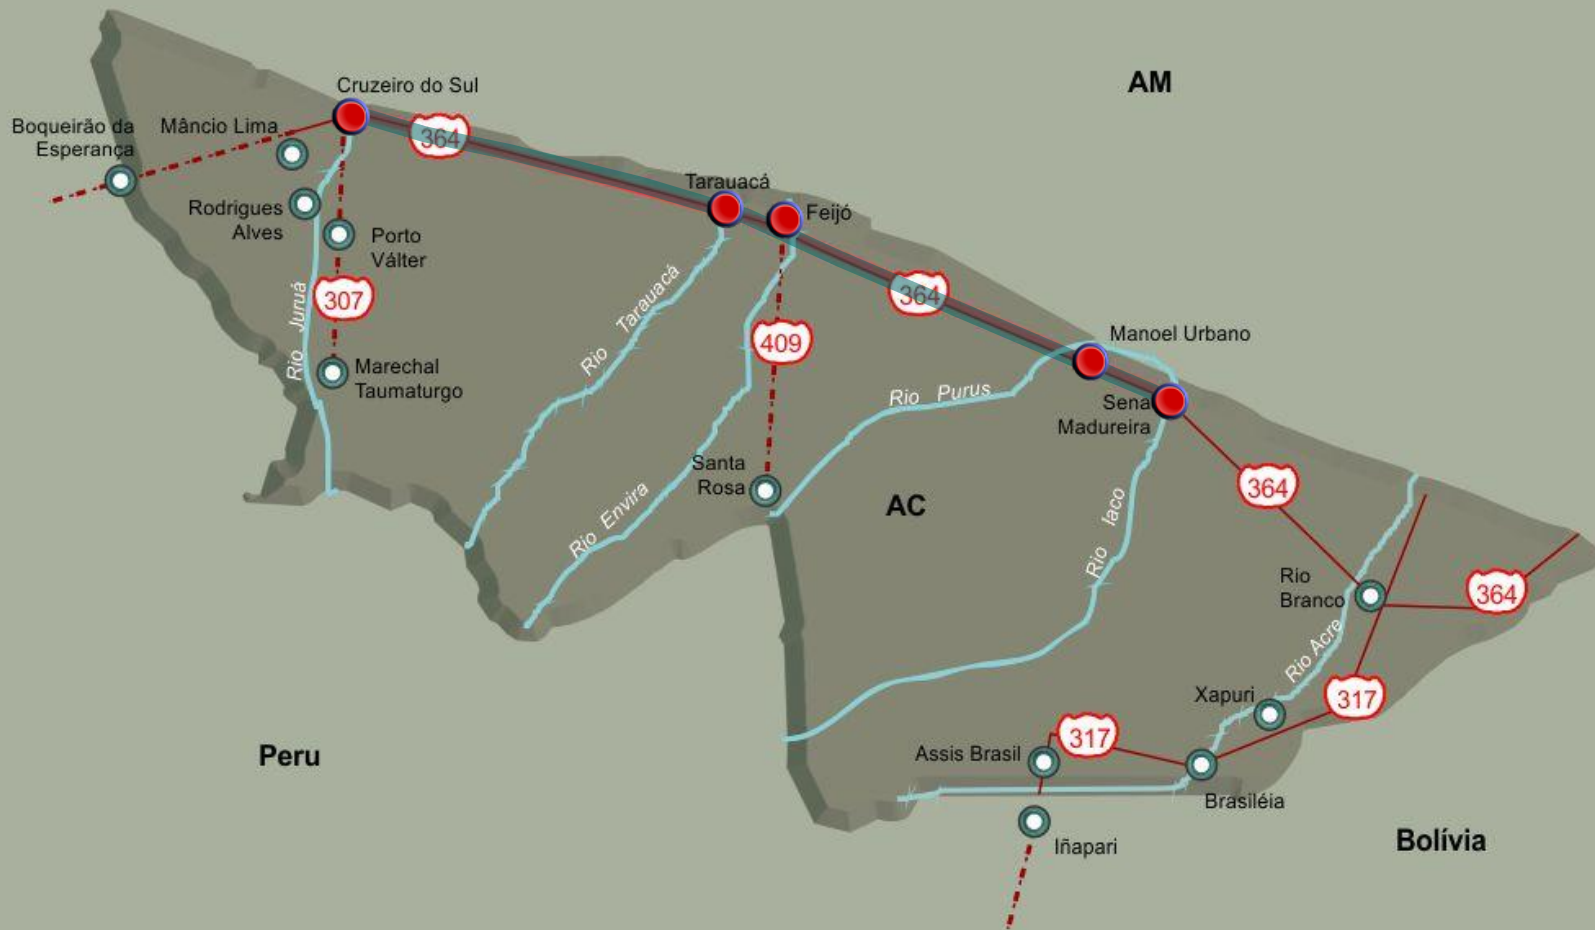 AM
Cruzeiro do Sul
Boqueirão da
Esperança
Mâncio Lima
364
Tarauacá
Feijó
Rodrigues
Alves
Porto
Válter
307
Rio Juruá
Rio Tarauacá
364
409
Manoel Urbano
Marechal
Taumaturgo
Rio Purus
Sena
Madureira
Santa
Rosa
AC
364
Rio Envira
Rio Iaco
Rio
Branco
364
Rio Acre
Xapuri
317
317
Peru
Assis Brasil
Brasiléia
Iñapari
Bolívia